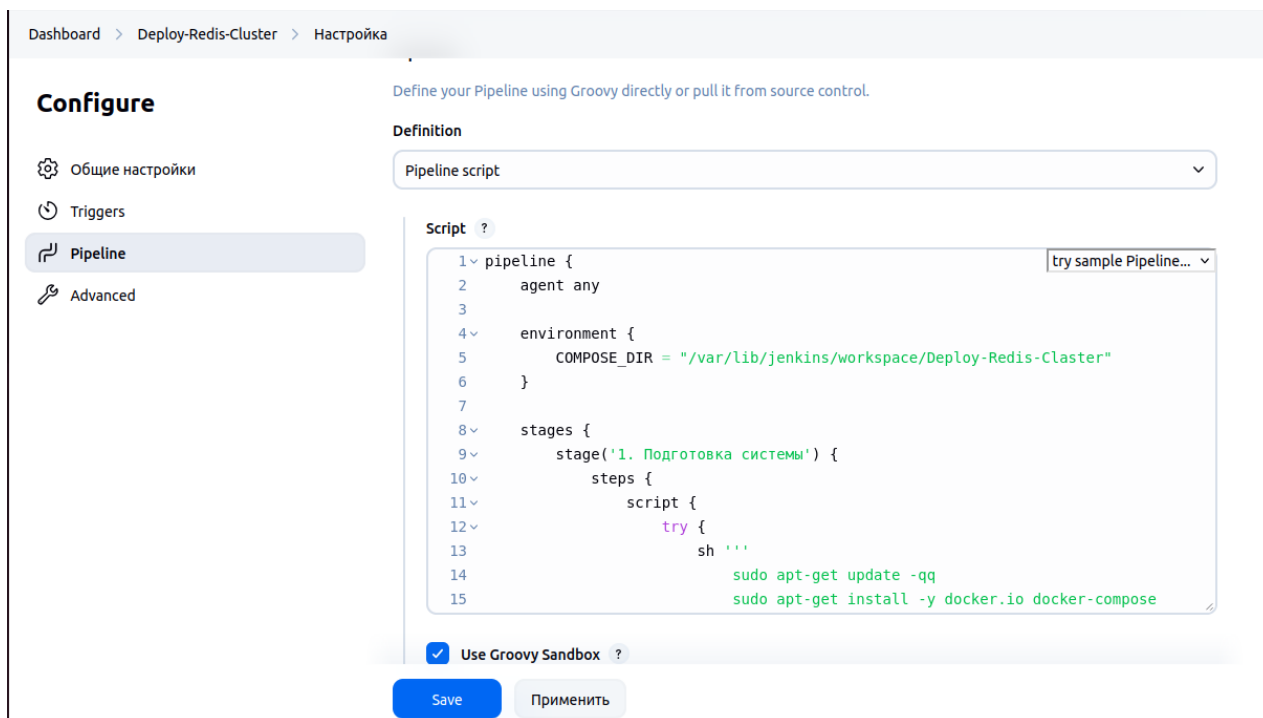 Dashboard > Deploy-Redis-Cluster > Настройка
Configure
Общие настройки
Triggers
Pipeline
Advanced
Define your Pipeline using Groovy directly or pull it from source control.
Definition
Pipeline script
Script ?
try sample Pipeline...
1 pipeline {
2     agent any
3
4     environment {
5         COMPOSE_DIR = "/var/lib/jenkins/workspace/Deploy-Redis-Claster"
6     }
7
8     stages {
9         stage('1. Подготовка системы') {
10             steps {
11                 script {
12                     try {
13                         sh '''
14                             sudo apt-get update -qq
15                             sudo apt-get install -y docker.io docker-compose
Use Groovy Sandbox ?
Save
Применить